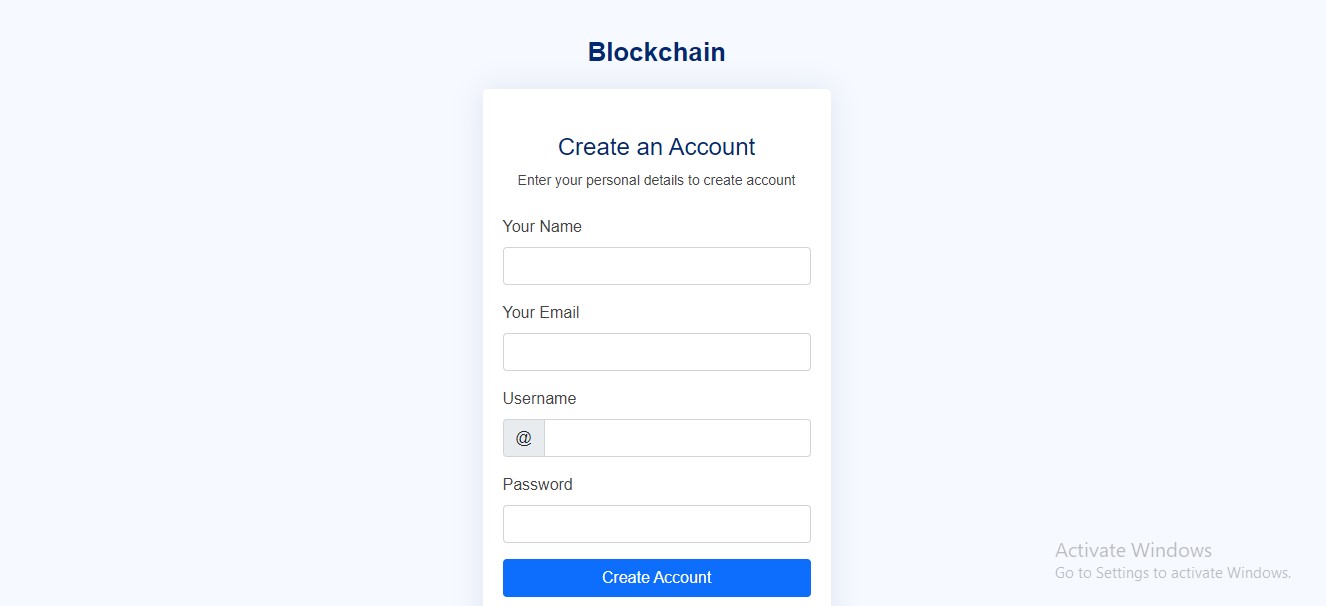 Blockchain
Create an Account
Enter your personal details to create account
Your Name
Your Email
Username
@
Password
Create Account
Activate Windows
Go to Settings to activate Windows.